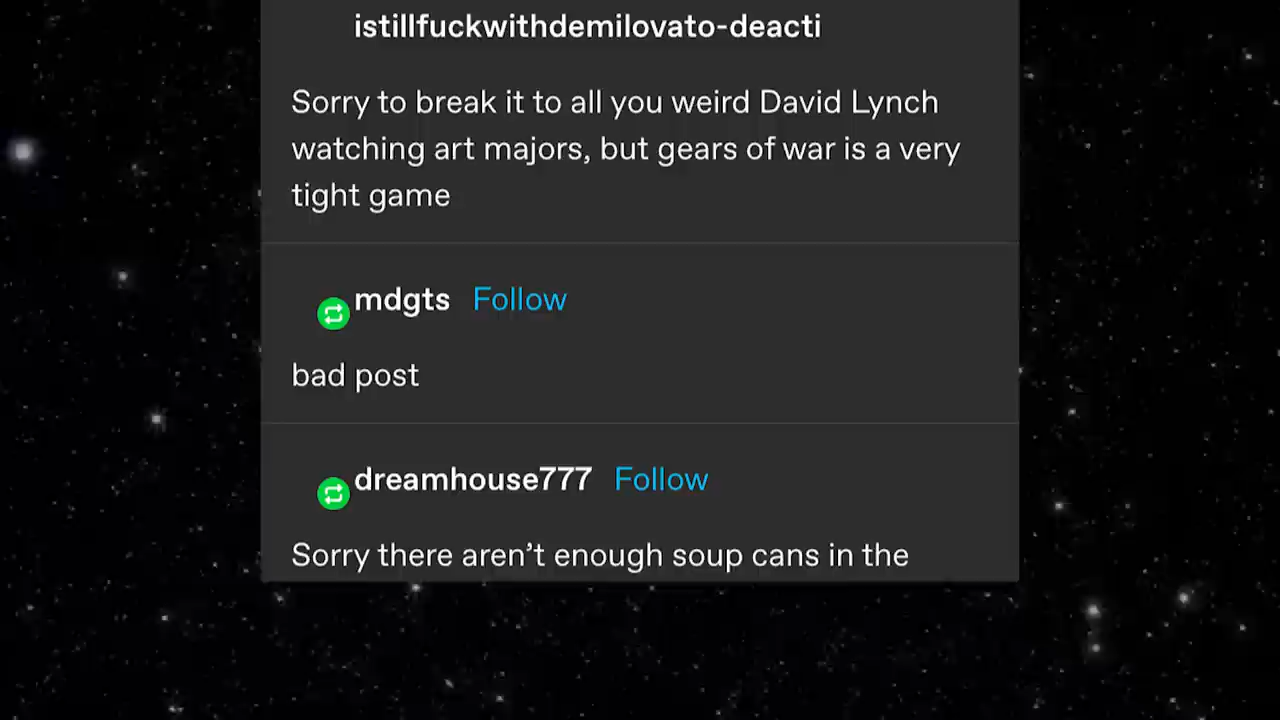 istillfuckwithdemilovato-deacti
Sorry to break it to all you weird David Lynch
watching art majors, but gears of war is a very
tight game
mdgts Follow
bad post
dreamhouse777 Follow
Sorry there aren’t enough soup cans in the